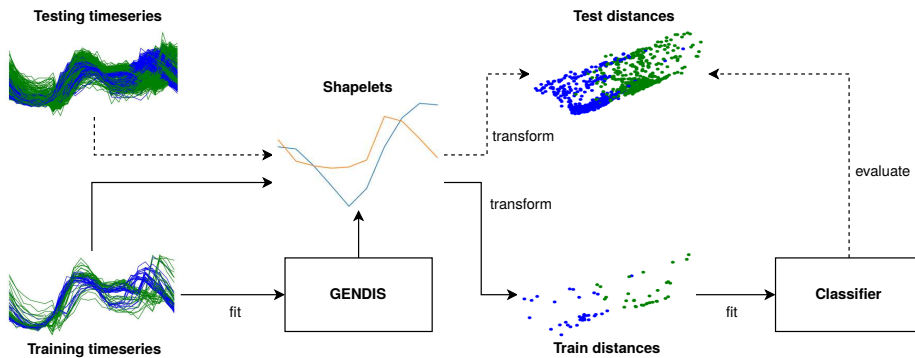 Testing timeseries
Test distances
Shapelets
transform
evaluate
transform
GENDIS
fit
Classifier
fit
Training timeseries
Train distances